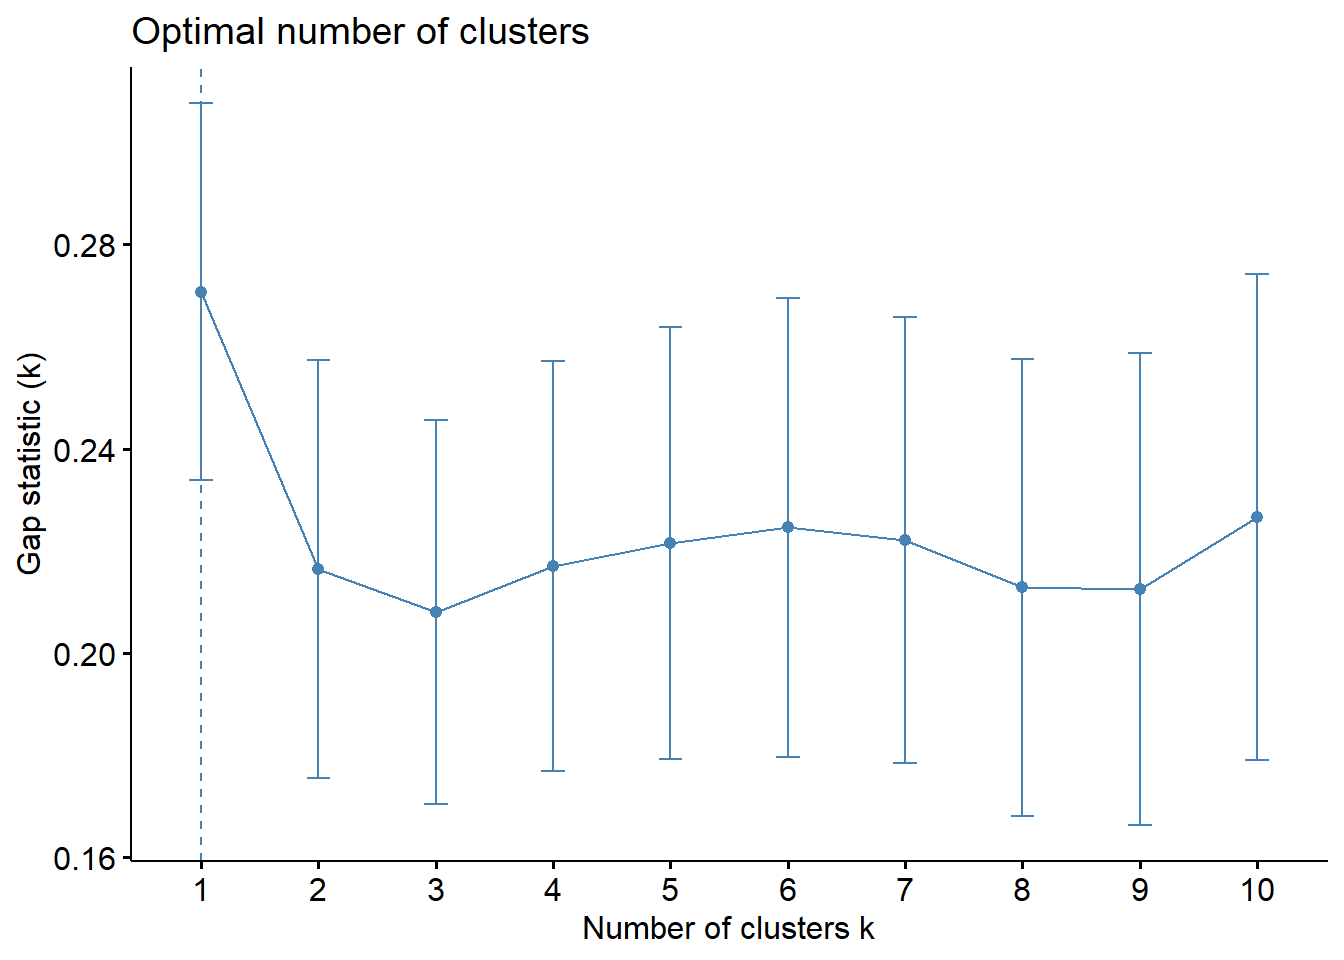 Optimal number of clusters
Gap statistic (k)
0.28
0.24
0.20
0.16
1 2 3 4 5 6 7 8 9 10
Number of clusters k